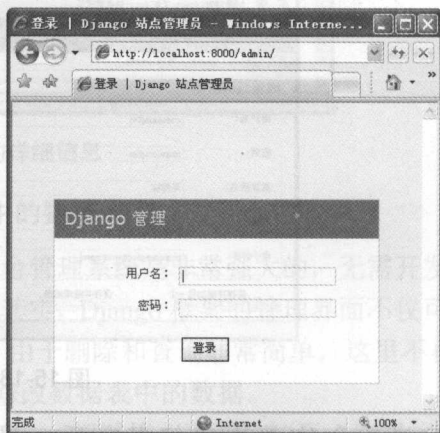 登录 | Django 站点管理员 - Windows Interne...
http://localhost:8000/admin/
登录 | Django 站点管理员
Django 管理
用户名：
密码：
登录
完成
Internet
100%